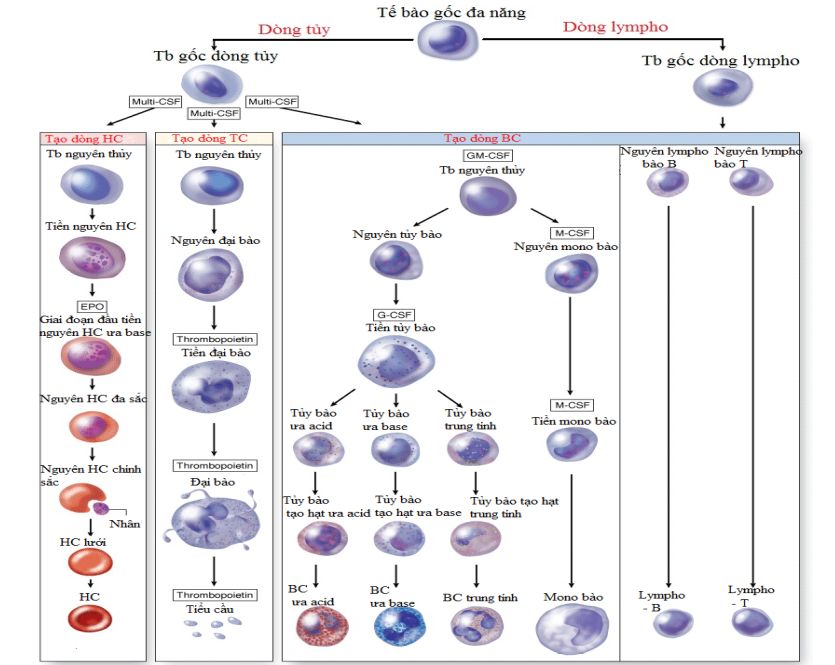 Tế bào gốc đa năng
Dòng tủy
Dòng lympho
Tb gốc dòng tủy
Tb gốc dòng lympho
Multi-CSF
Multi-CSF
Multi-CSF
Tạo dòng HC
Tb nguyên thủy
Tiền nguyên HC
EPO
Giai đoạn đầu tiền
nguyên HC ưa base
Nguyên HC đa sắc
Nguyên HC chính
sắc
Nhân
HC lưới
HC
Tạo dòng TC
Tb nguyên thủy
Nguyên đại bào
Thrombopoietin
Tiền đại bào
Thrombopoietin
Đại bào
Thrombopoietin
Tiểu cầu
Tạo dòng BC
GM-CSF
Tb nguyên thủy
Nguyên tủy bào
G-CSF
Tiền tủy bào
Tủy bào
ưa acid
Tủy bào
ưa base
Tủy bào
trung tính
Tủy bào
tạo hạt ưa acid
Tủy bào
tạo hạt ưa base
Tủy bào tạo hạt
trung tính
BC
ưa acid
BC
ưa base
BC trung tính
M-CSF
Nguyên mono bào
M-CSF
Tiền mono bào
Mono bào
Nguyên lympho
bào B
Nguyên lympho
bào T
Lympho
- B
Lympho
- T